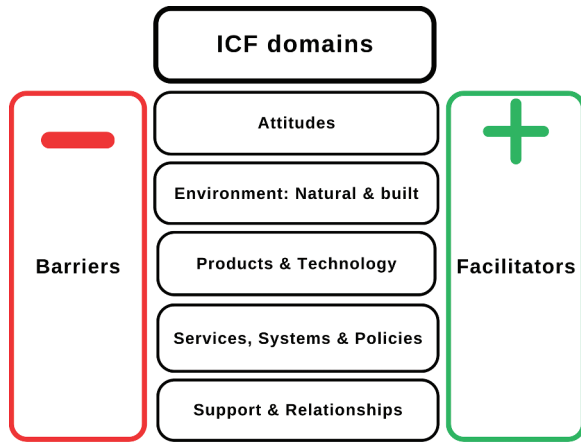 ICF domains
Attitudes
Environment: Natural & built
Barriers
Products & Technology
Facilitators
Services, Systems & Policies
Support & Relationships